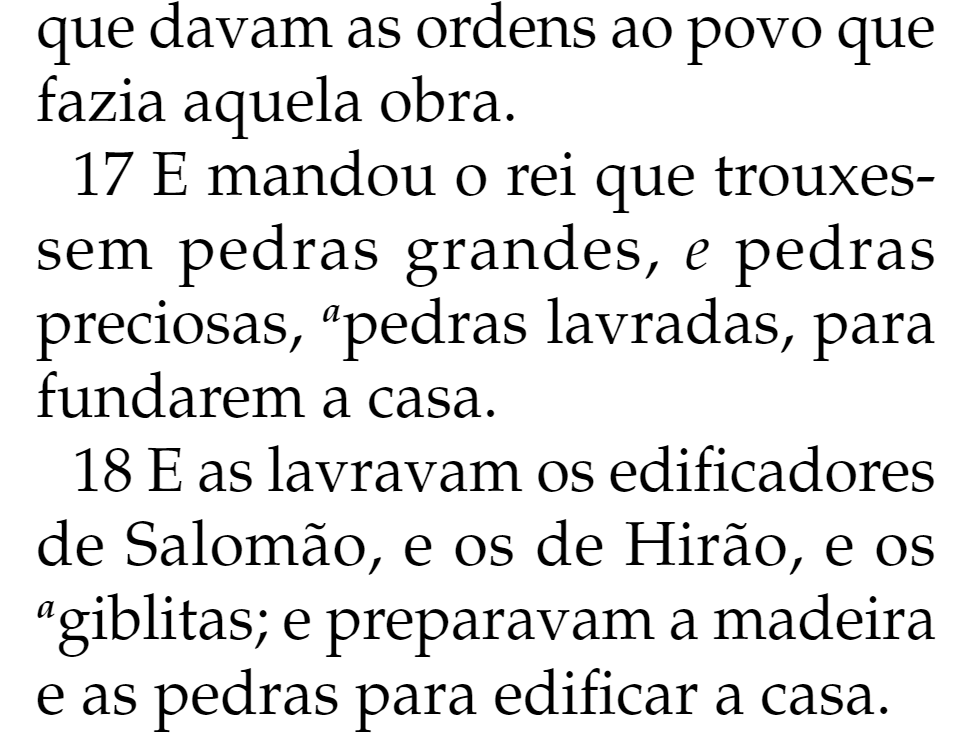 que davam as ordens ao povo que
fazia aquela obra.
17 E mandou o rei que trouxes-
sem pedras grandes, e pedras
preciosas, ᵃpedras lavradas, para
fundarem a casa.
18 E as lavravam os edificadores
de Salomão, e os de Hirão, e os
ᵃgiblitas; e preparavam a madeira
e as pedras para edificar a casa.